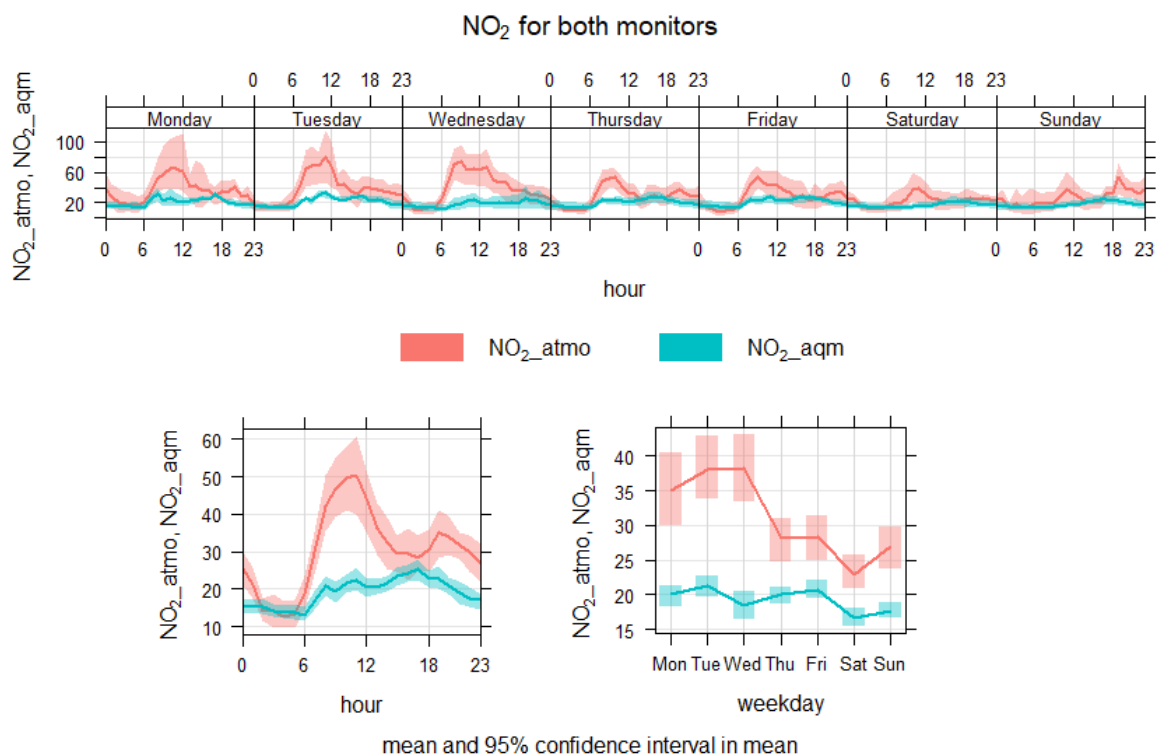 NO₂ for both monitors
0 6 12 18 23 0 6 12 18 23 0 6 12 18 23
Monday Tuesday Wednesday Thursday Friday Saturday Sunday
NO₂_atmo, NO₂_aqm
100
60
20
0 6 12 18 23 0 6 12 18 23 0 6 12 18 23 0 6 12 18 23
hour
NO₂_atmo NO₂_aqm
NO₂_atmo, NO₂_aqm
60
50
40
30
20
10
0 6 12 18 23
hour
NO₂_atmo, NO₂_aqm
40
35
30
25
20
15
Mon Tue Wed Thu Fri Sat Sun
weekday
mean and 95% confidence interval in mean